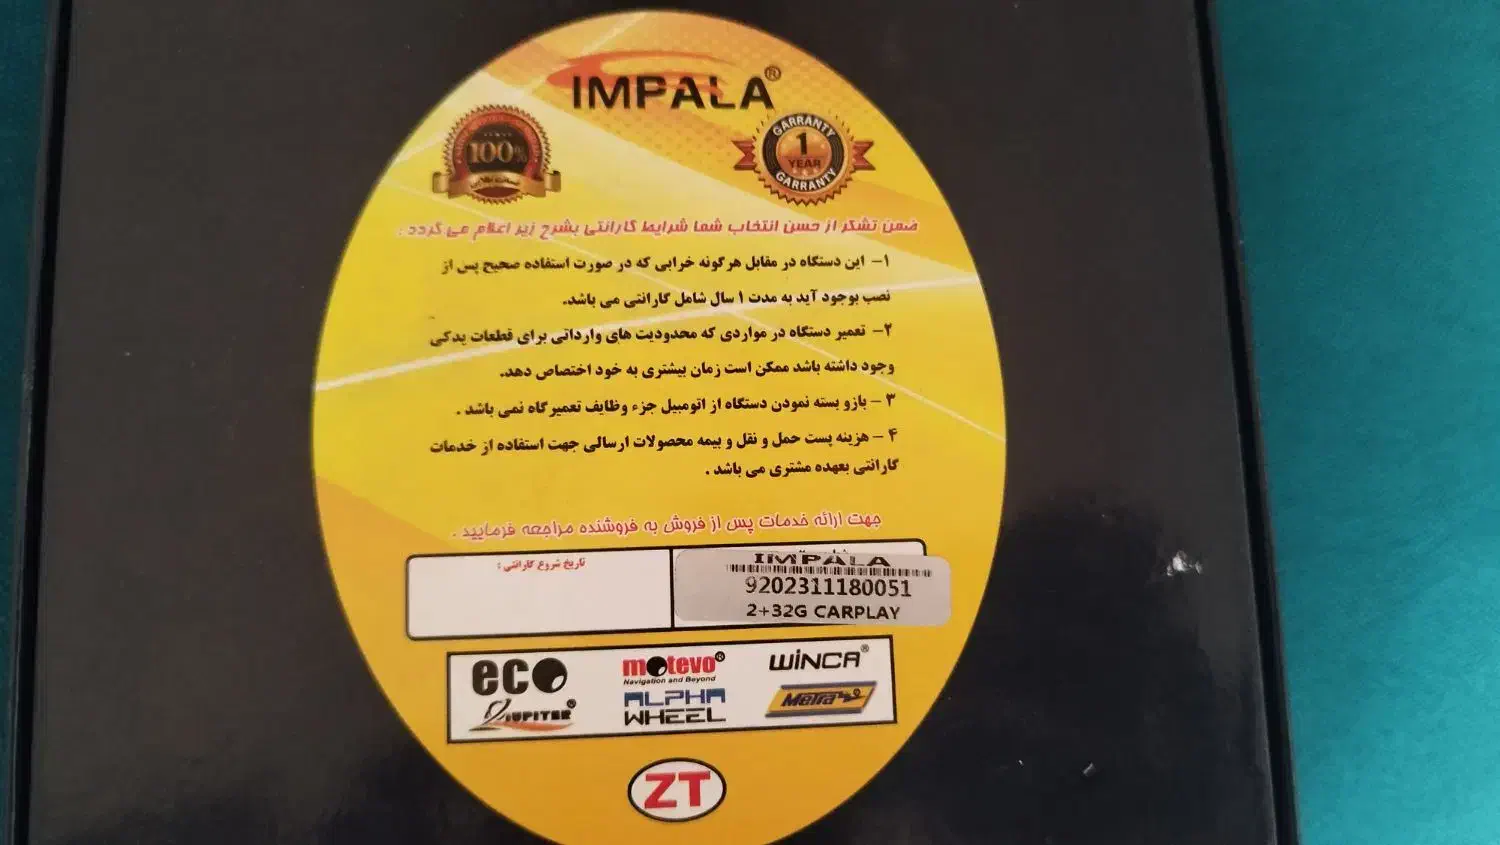 IMPALA®
100%
GARRANTY
1
YEAR
GARRANTY
ضمن تشکر از حسن انتخاب شما شرایط گارانتی بشرح زیر اعلام می گردد :
۱- این دستگاه در مقابل هرگونه خرابی که در صورت استفاده صحیح پس از
نصب بوجود آید به مدت ۱ سال شامل گارانتی می باشد.
۲- تعمیر دستگاه در مواردی که محدودیت های وارداتی برای قطعات یدکی
وجود داشته باشد ممکن است زمان بیشتری به خود اختصاص دهد.
۳ - بازو بسته نمودن دستگاه از اتومبیل جزء وظایف تعمیرگاه نمی باشد .
۴ - هزینه پست حمل و نقل و بیمه محصولات ارسالی جهت استفاده از خدمات
گارانتی بعهده مشتری می باشد .
جهت ارائه خدمات پس از فروش به فروشنده مراجعه فرمایید .
تاریخ شروع گارانتی :
IMPALA
9202311180051
2+32G CARPLAY
eco
motevo®
Navigation and Beyond
WINCA®
JUPITER®
ALPHA
WHEEL
Metra
ZT